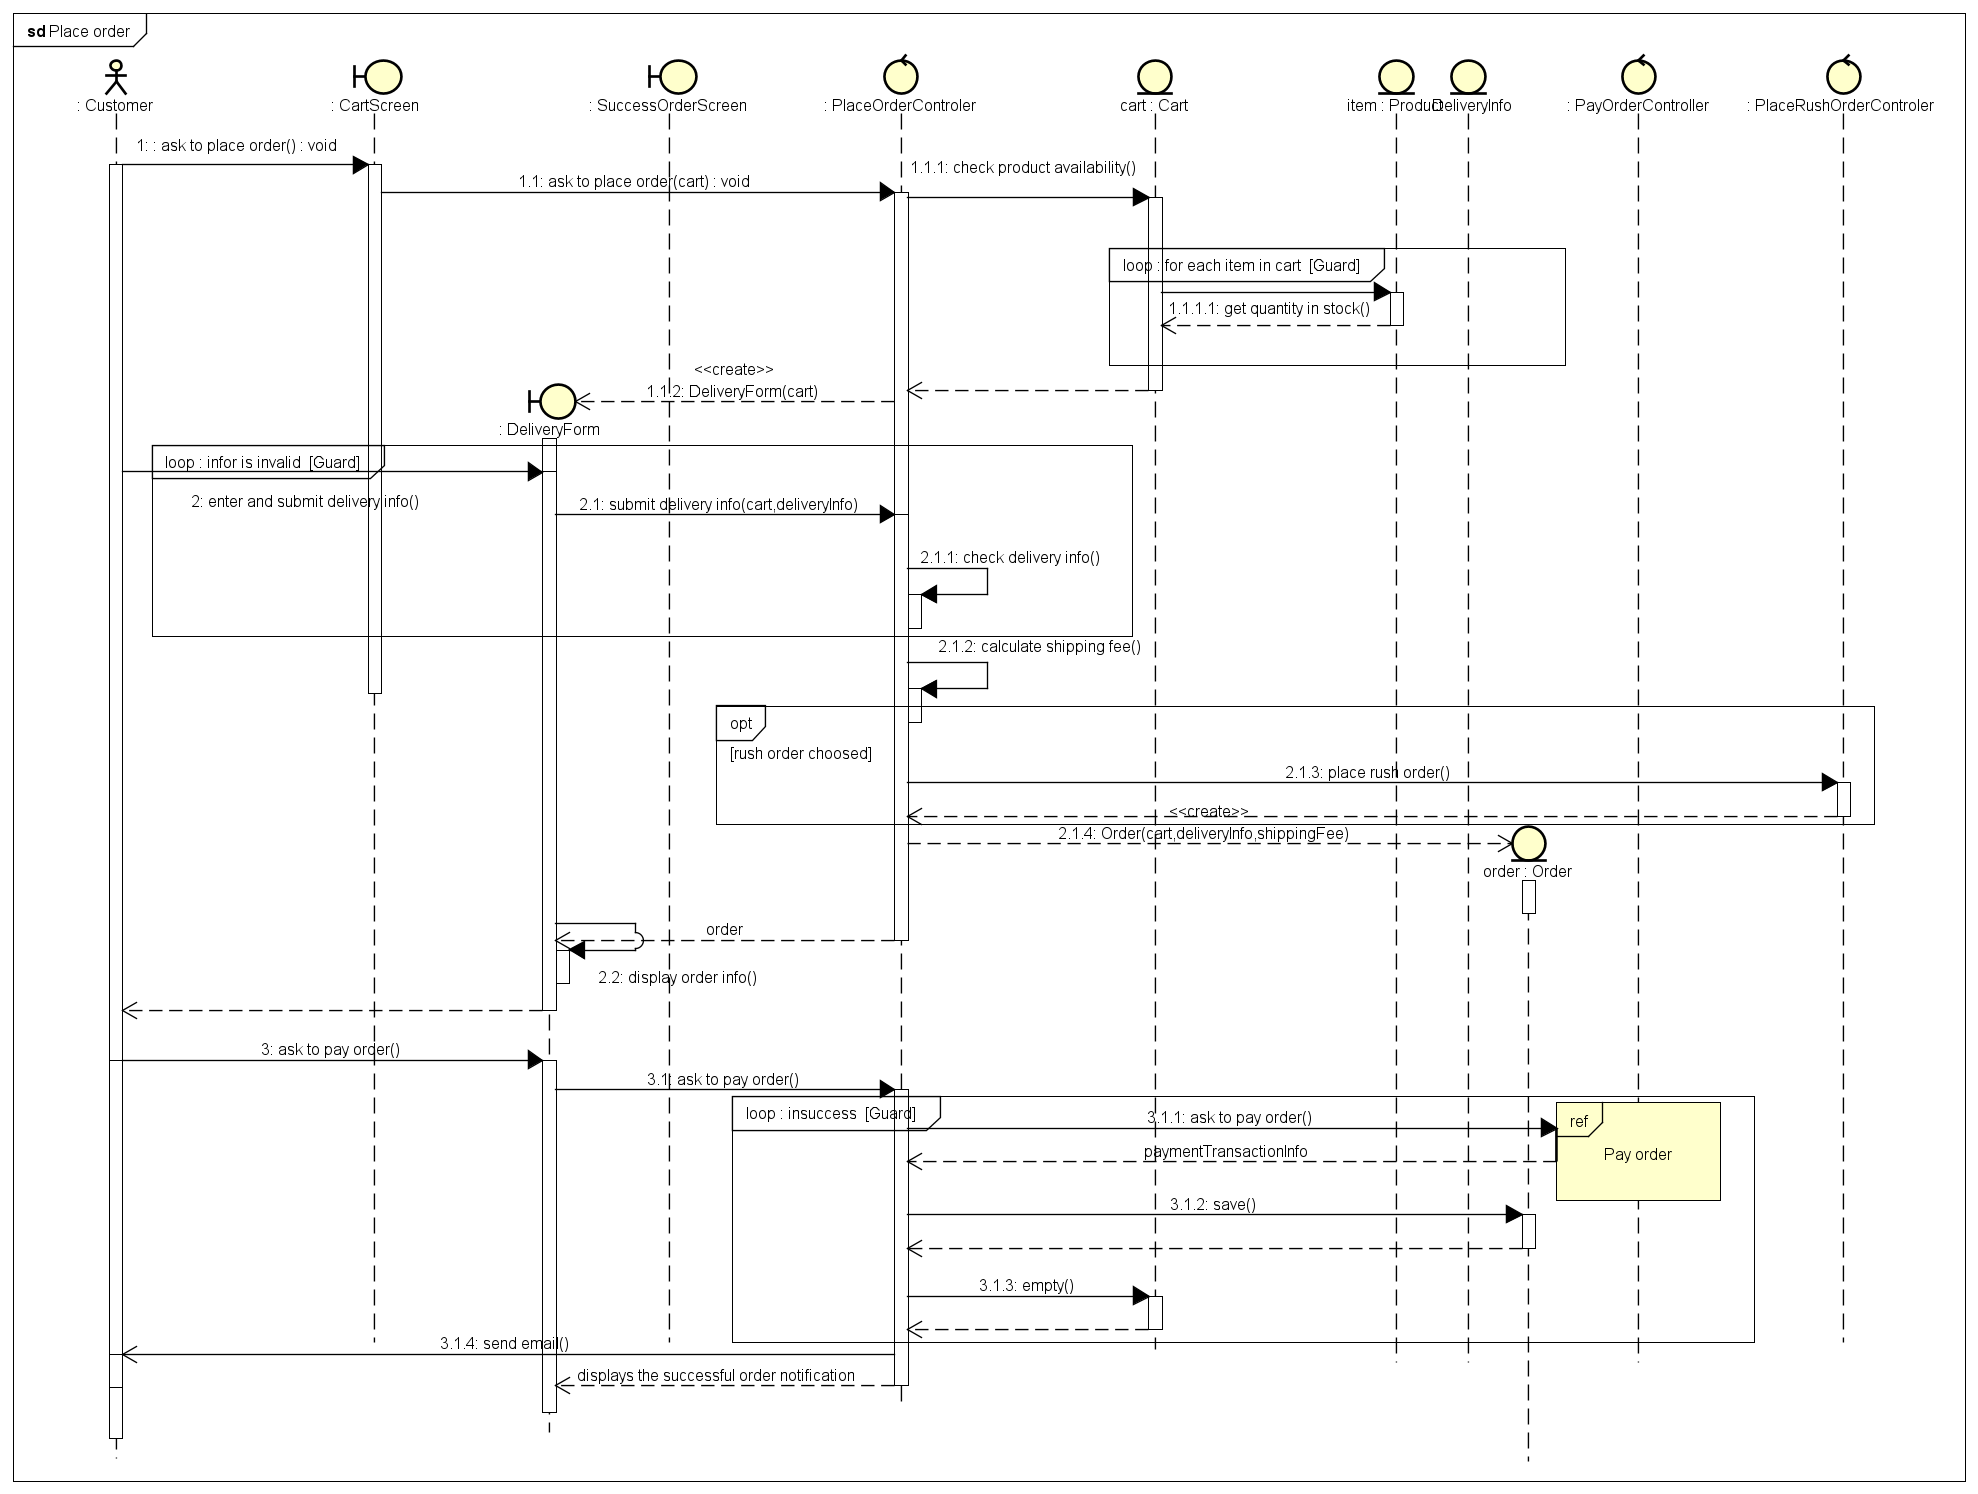 sd Place order
: Customer
: CartScreen
: SuccessOrderScreen
: PlaceOrderControler
cart : Cart
item : Product
DeliveryInfo
: PayOrderController
: PlaceRushOrderControler
1: : ask to place order() : void
1.1: ask to place order(cart) : void
1.1.1: check product availability()
loop : for each item in cart [Guard]
1.1.1.1: get quantity in stock()
<<create>>
1.1.2: DeliveryForm(cart)
: DeliveryForm
loop : infor is invalid [Guard]
2: enter and submit delivery info()
2.1: submit delivery info(cart,deliveryInfo)
2.1.1: check delivery info()
2.1.2: calculate shipping fee()
opt
[rush order choosed]
2.1.3: place rush order()
<<create>>
2.1.4: Order(cart,deliveryInfo,shippingFee)
order : Order
order
2.2: display order info()
3: ask to pay order()
3.1: ask to pay order()
loop : insuccess [Guard]
3.1.1: ask to pay order()
ref
Pay order
paymentTransactionInfo
3.1.2: save()
3.1.3: empty()
3.1.4: send email()
displays the successful order notification